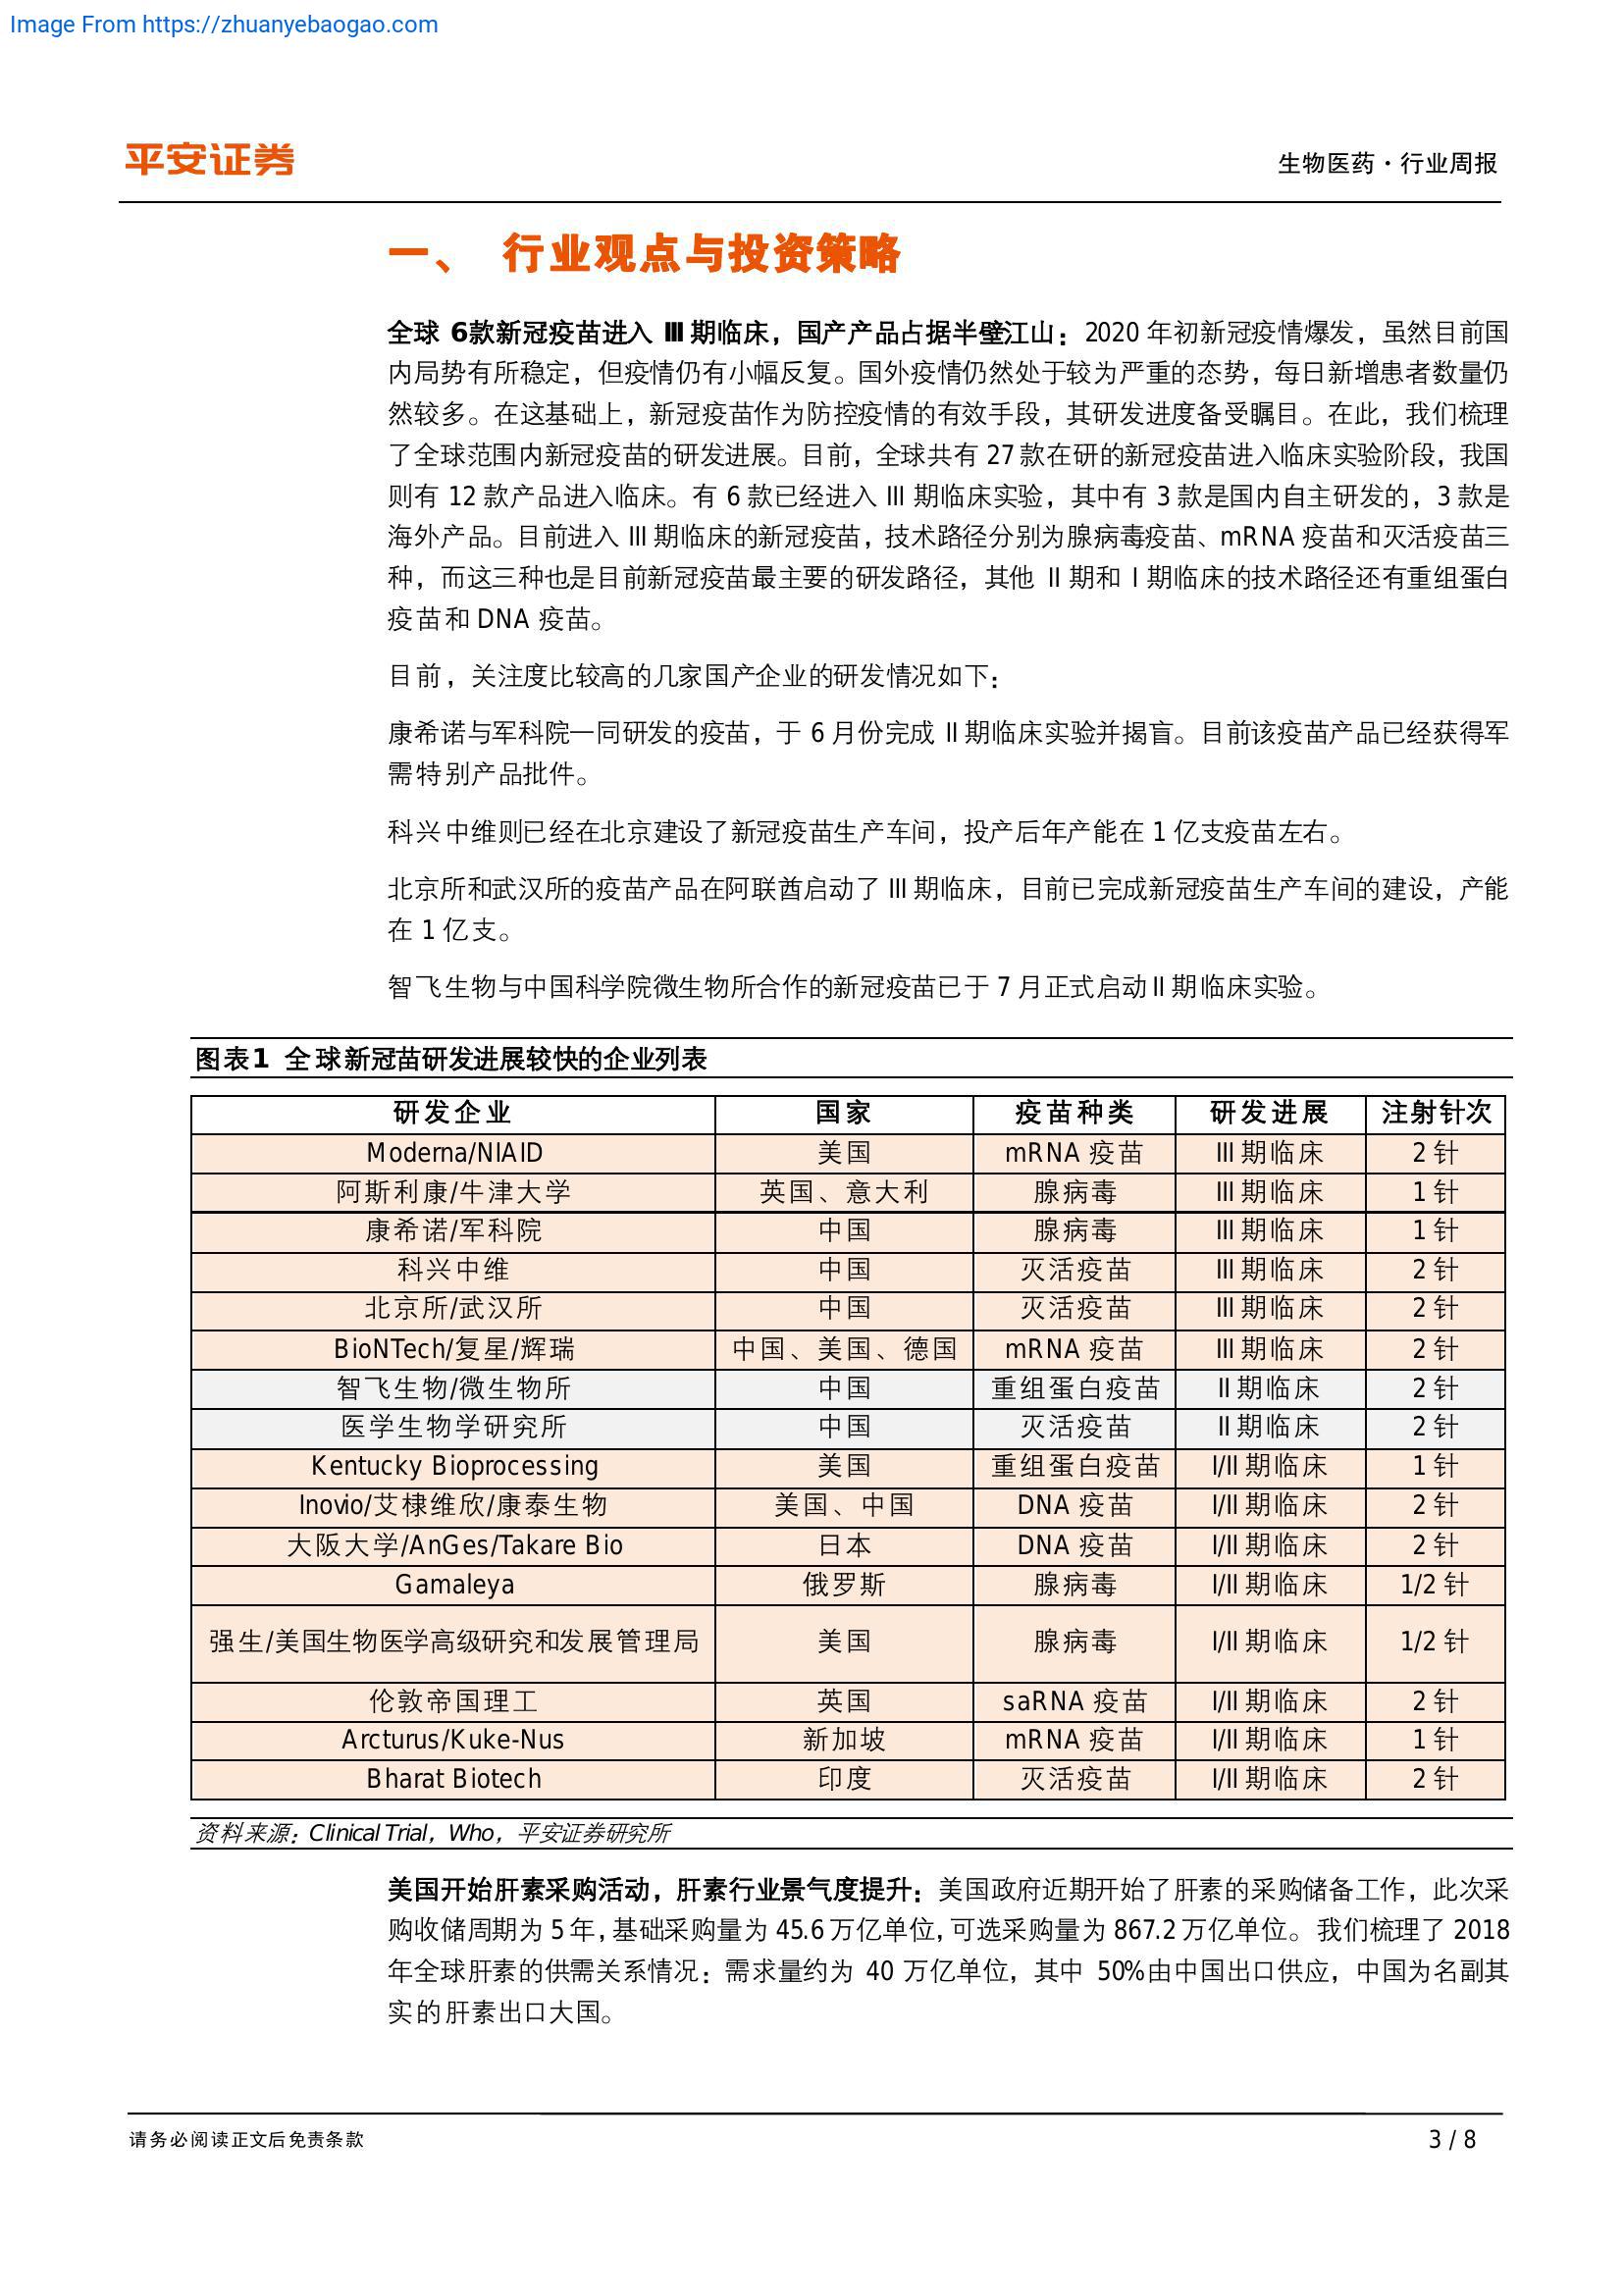 Image From https://zhuanyebaogao.com
平安证券
生物医药·行业周报
一、 行业观点与投资策略
全球 6款新冠疫苗进入 III 期临床，国产产品占据半璧江山：2020 年初新冠疫情爆发，虽然目前国
内局势有所稳定，但疫情仍有小幅反复。国外疫情仍然处于较为严重的态势，每日新增患者数量仍
然较多。在这基础上，新冠疫苗作为防控疫情的有效手段，其研发进度备受瞩目。在此，我们梳理
了全球范围内新冠疫苗的研发进展。目前，全球共有 27 款在研的新冠疫苗进入临床实验阶段，我国
则有 12 款产品进入临床。有 6 款已经进入 III 期临床实验，其中有 3 款是国内自主研发的，3 款是
海外产品。目前进入 III 期临床的新冠疫苗，技术路径分别为腺病毒疫苗、mRNA 疫苗和灭活疫苗三
种，而这三种也是目前新冠疫苗最主要的研发路径，其他 II 期和 I 期临床的技术路径还有重组蛋白
疫苗和 DNA 疫苗。
目前，关注度比较高的几家国产企业的研发情况如下：
康希诺与军科院一同研发的疫苗，于 6 月份完成 II 期临床实验并揭盲。目前该疫苗产品已经获得军
需特别产品批件。
科兴中维则已经在北京建设了新冠疫苗生产车间，投产后年产能在 1 亿支疫苗左右。
北京所和武汉所的疫苗产品在阿联酋启动了 III 期临床，目前已完成新冠疫苗生产车间的建设，产能
在 1 亿支。
智飞生物与中国科学院微生物所合作的新冠疫苗已于 7 月正式启动 II 期临床实验。
图表1 全球新冠苗研发进展较快的企业列表
研发企业 国家 疫苗种类 研发进展 注射针次
Moderna/NIAID 美国 mRNA 疫苗 III 期临床 2 针
阿斯利康/牛津大学 英国、意大利 腺病毒 III 期临床 1 针
康希诺/军科院 中国 腺病毒 III 期临床 1 针
科兴中维 中国 灭活疫苗 III 期临床 2 针
北京所/武汉所 中国 灭活疫苗 III 期临床 2 针
BioNTech/复星/辉瑞 中国、美国、德国 mRNA 疫苗 III 期临床 2 针
智飞生物/微生物所 中国 重组蛋白疫苗 II 期临床 2 针
医学生物学研究所 中国 灭活疫苗 II 期临床 2 针
Kentucky Bioprocessing 美国 重组蛋白疫苗 I/II 期临床 1 针
Inovio/艾棣维欣/康泰生物 美国、中国 DNA 疫苗 I/II 期临床 2 针
大阪大学/AnGes/Takare Bio 日本 DNA 疫苗 I/II 期临床 2 针
Gamaleya 俄罗斯 腺病毒 I/II 期临床 1/2 针
强生/美国生物医学高级研究和发展管理局 美国 腺病毒 I/II 期临床 1/2 针
伦敦帝国理工 英国 saRNA 疫苗 I/II 期临床 2 针
Arcturus/Kuke-Nus 新加坡 mRNA 疫苗 I/II 期临床 1 针
Bharat Biotech 印度 灭活疫苗 I/II 期临床 2 针
资料来源：Clinical Trial，Who，平安证券研究所
美国开始肝素采购活动，肝素行业景气度提升：美国政府近期开始了肝素的采购储备工作，此次采
购收储周期为 5 年，基础采购量为 45.6 万亿单位，可选采购量为 867.2 万亿单位。我们梳理了 2018
年全球肝素的供需关系情况：需求量约为 40 万亿单位，其中 50%由中国出口供应，中国为名副其
实的肝素出口大国。
请务必阅读正文后免责条款
3 / 8